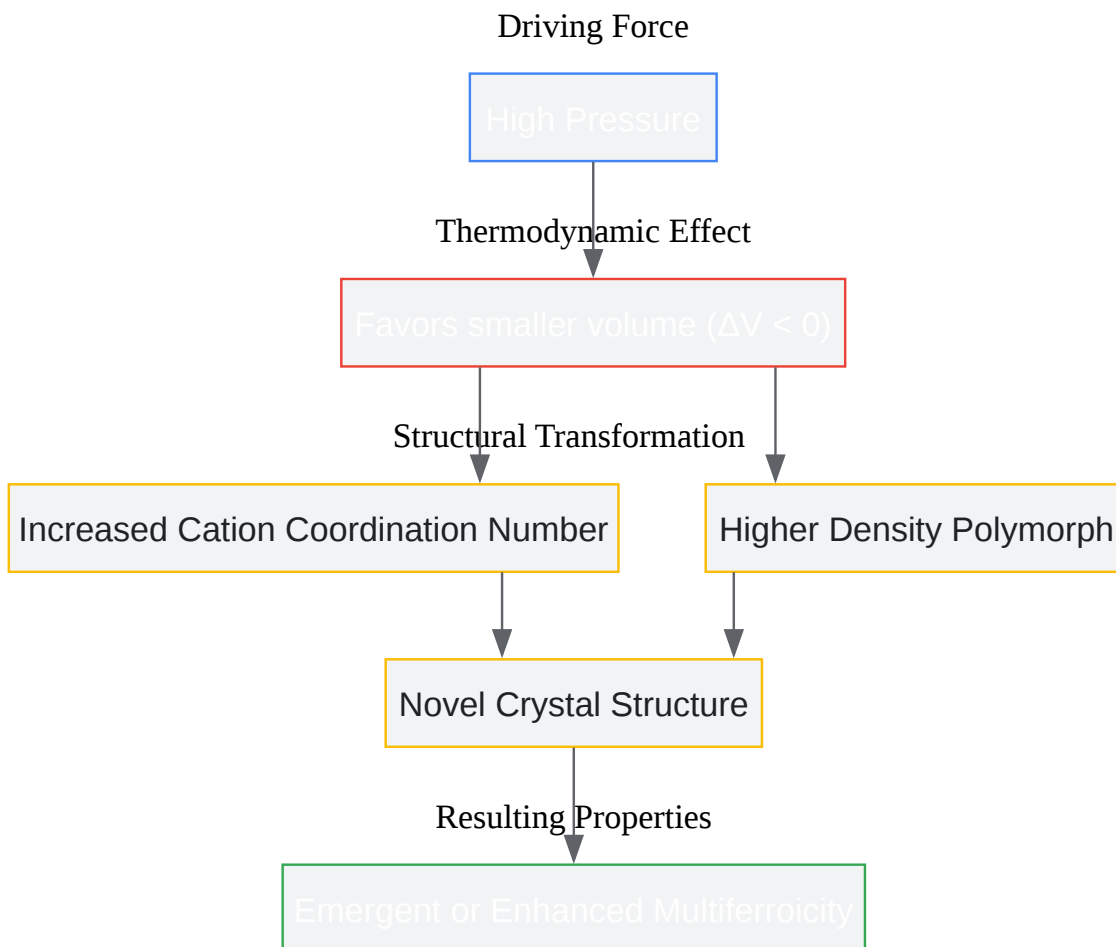 Driving Force
High Pressure
Thermodynamic Effect
Favors smaller volume (ΔV < 0)
Structural Transformation
Increased Cation Coordination Number
Higher Density Polymorph
Novel Crystal Structure
Resulting Properties
Emergent or Enhanced Multiferroicity